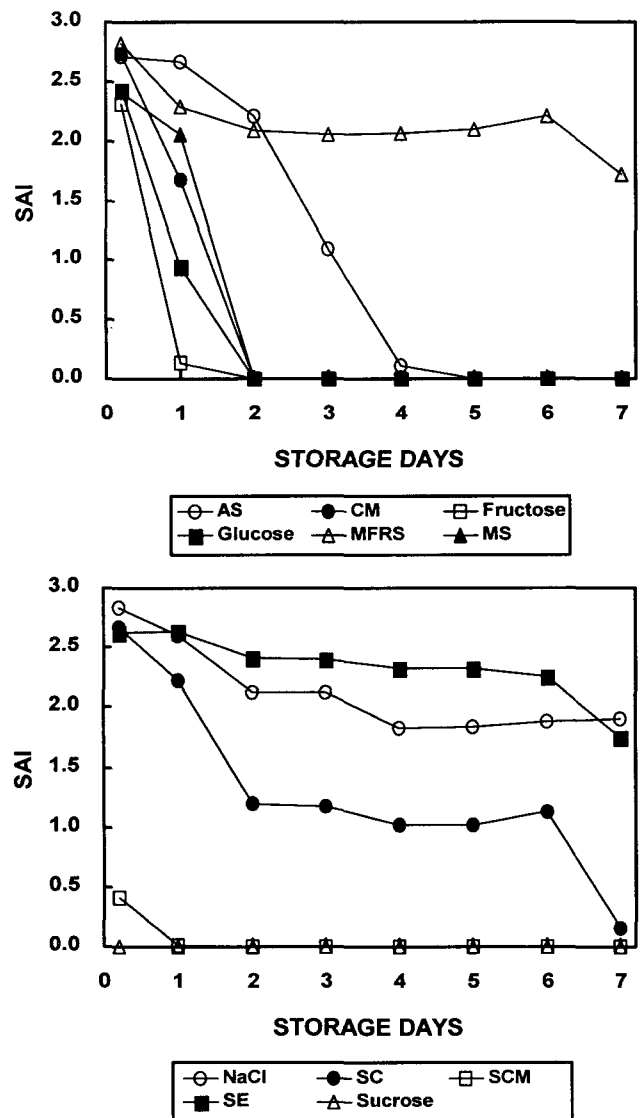 3.0
2.5
2.0
1.5
1.0
0.5
0.0
SAI
0 1 2 3 4 5 6 7
STORAGE DAYS
AS CM Fructose
Glucose MFRS MS
3.0
2.5
2.0
1.5
1.0
0.5
0.0
SAI
0 1 2 3 4 5 6 7
STORAGE DAYS
NaCl SC SCM
SE Sucrose